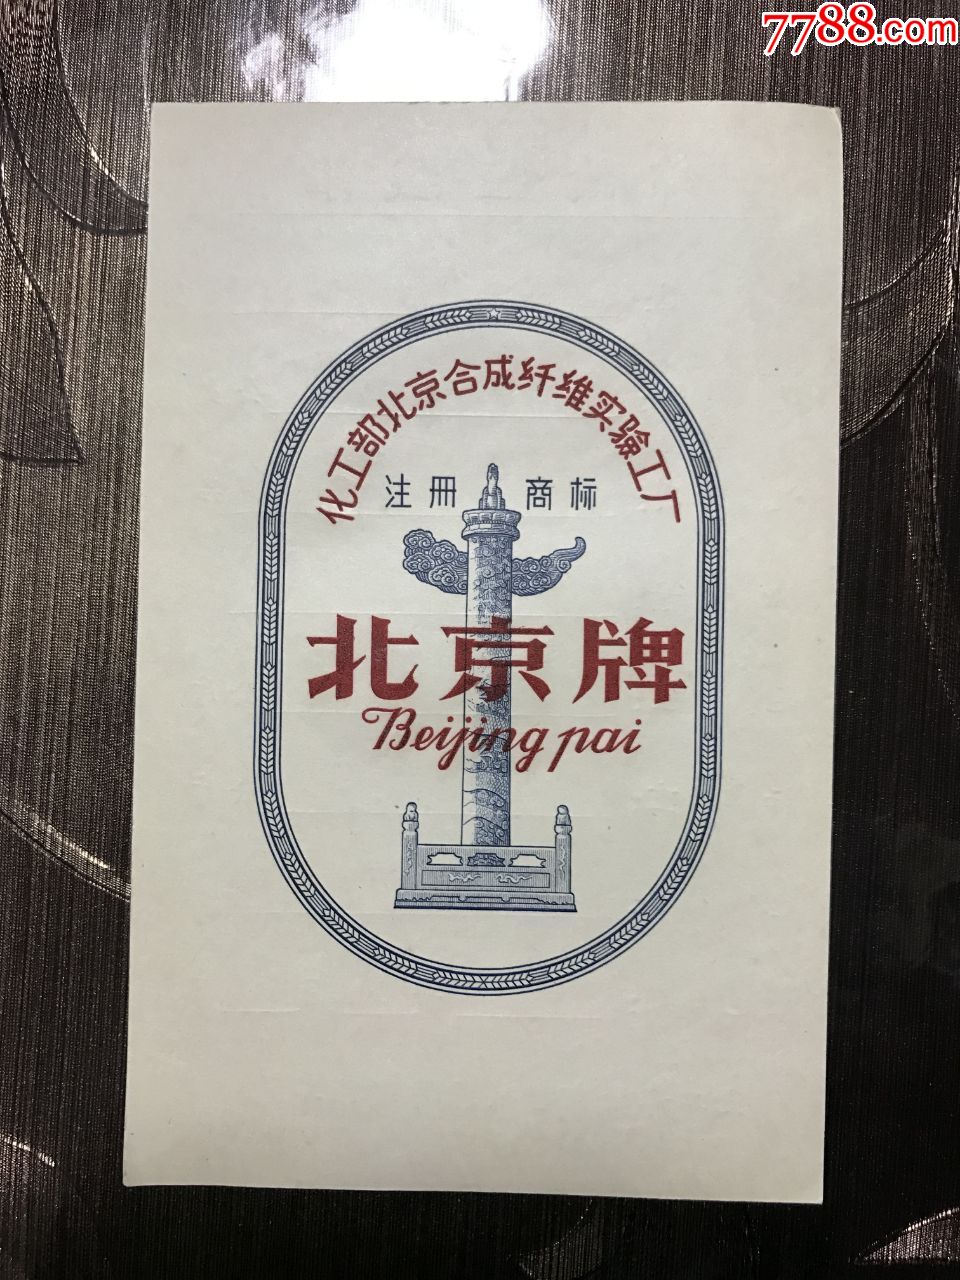 7788.com
化工部北京合成纤维实驗工厂
注册 商标
北京牌
Beijing pai